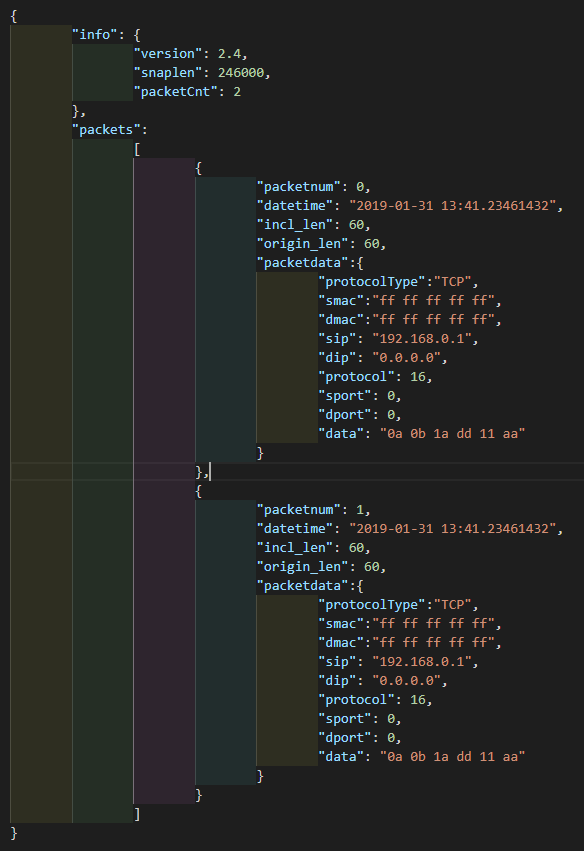 {
"info": {
"version": 2.4,
"snaplen": 246000,
"packetCnt": 2
},
"packets":
[
{
"packetnum": 0,
"datetime": "2019-01-31 13:41.23461432",
"incl_len": 60,
"origin_len": 60,
"packetdata":{
"protocolType":"TCP",
"smac":"ff ff ff ff ff",
"dmac":"ff ff ff ff ff",
"sip": "192.168.0.1",
"dip": "0.0.0.0",
"protocol": 16,
"sport": 0,
"dport": 0,
"data": "0a 0b 1a dd 11 aa"
}
},
{
"packetnum": 1,
"datetime": "2019-01-31 13:41.23461432",
"incl_len": 60,
"origin_len": 60,
"packetdata":{
"protocolType":"TCP",
"smac":"ff ff ff ff ff",
"dmac":"ff ff ff ff ff",
"sip": "192.168.0.1",
"dip": "0.0.0.0",
"protocol": 16,
"sport": 0,
"dport": 0,
"data": "0a 0b 1a dd 11 aa"
}
}
]
}